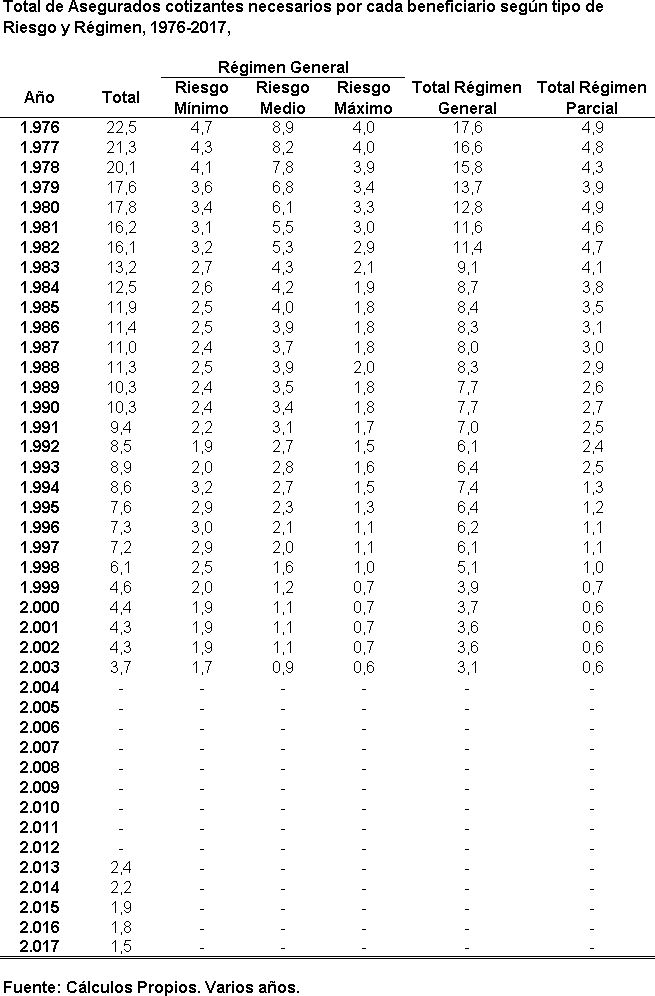 Total de Asegurados cotizantes necesarios por cada beneficiario según tipo de
Riesgo y Régimen, 1976-2017,
Régimen General
Año Total Riesgo Mínimo Riesgo Medio Riesgo Máximo Total Régimen General Total Régimen Parcial
1.976 22,5 4,7 8,9 4,0 17,6 4,9
1.977 21,3 4,3 8,2 4,0 16,6 4,8
1.978 20,1 4,1 7,8 3,9 15,8 4,3
1.979 17,6 3,6 6,8 3,4 13,7 3,9
1.980 17,8 3,4 6,1 3,3 12,8 4,9
1.981 16,2 3,1 5,5 3,0 11,6 4,6
1.982 16,1 3,2 5,3 2,9 11,4 4,7
1.983 13,2 2,7 4,3 2,1 9,1 4,1
1.984 12,5 2,6 4,2 1,9 8,7 3,8
1.985 11,9 2,5 4,0 1,8 8,4 3,5
1.986 11,4 2,5 3,9 1,8 8,3 3,1
1.987 11,0 2,4 3,7 1,8 8,0 3,0
1.988 11,3 2,5 3,9 2,0 8,3 2,9
1.989 10,3 2,4 3,5 1,8 7,7 2,6
1.990 10,3 2,4 3,4 1,8 7,7 2,7
1.991 9,4 2,2 3,1 1,7 7,0 2,5
1.992 8,5 1,9 2,7 1,5 6,1 2,4
1.993 8,9 2,0 2,8 1,6 6,4 2,5
1.994 8,6 3,2 2,7 1,5 7,4 1,3
1.995 7,6 2,9 2,3 1,3 6,4 1,2
1.996 7,3 3,0 2,1 1,1 6,2 1,1
1.997 7,2 2,9 2,0 1,1 6,1 1,1
1.998 6,1 2,5 1,6 1,0 5,1 1,0
1.999 4,6 2,0 1,2 0,7 3,9 0,7
2.000 4,4 1,9 1,1 0,7 3,7 0,6
2.001 4,3 1,9 1,1 0,7 3,6 0,6
2.002 4,3 1,9 1,1 0,7 3,6 0,6
2.003 3,7 1,7 0,9 0,6 3,1 0,6
2.004 - - - - - -
2.005 - - - - - -
2.006 - - - - - -
2.007 - - - - - -
2.008 - - - - - -
2.009 - - - - - -
2.010 - - - - - -
2.011 - - - - - -
2.012 - - - - - -
2.013 2,4 - - - - -
2.014 2,2 - - - - -
2.015 1,9 - - - - -
2.016 1,8 - - - - -
2.017 1,5 - - - - -
Fuente: Cálculos Propios. Varios años.